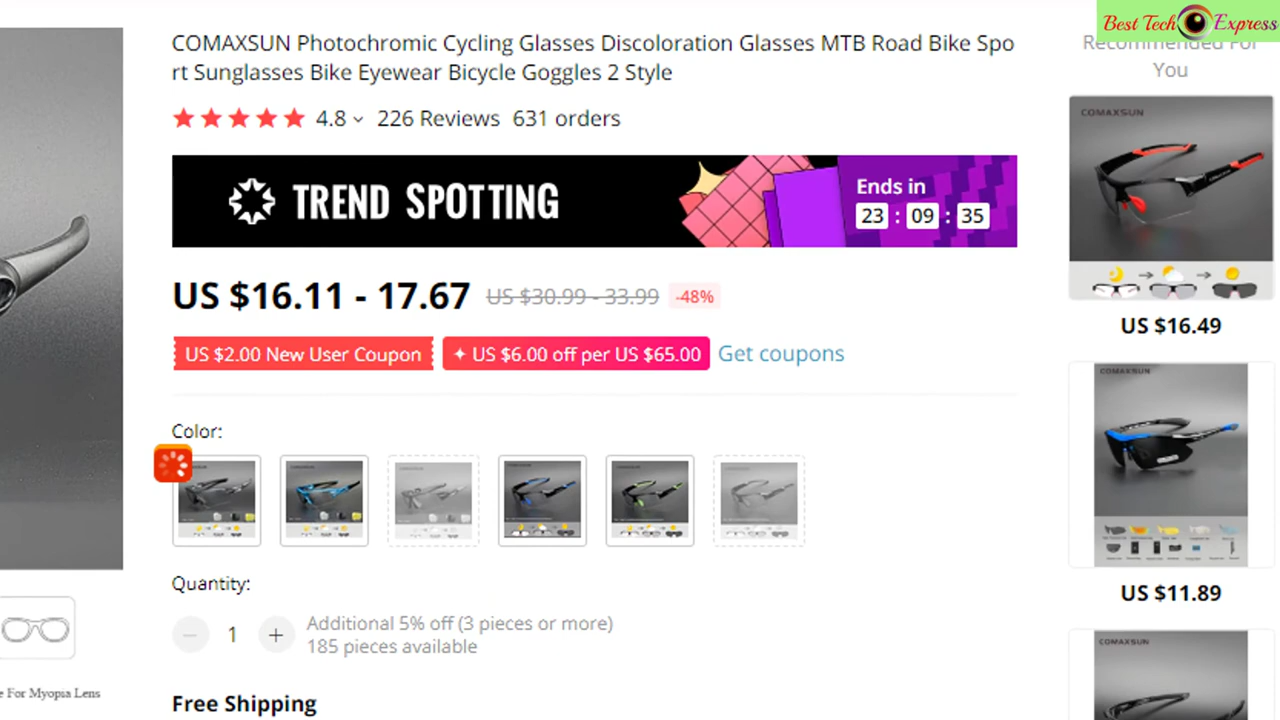 Best Tech Express
COMAXSUN Photochromic Cycling Glasses Discoloration Glasses MTB Road Bike Spo
rt Sunglasses Bike Eyewear Bicycle Goggles 2 Style
4.8 226 Reviews 631 orders
TREND SPOTTING
Ends in
23 : 09 : 35
US $16.11 - 17.67 US $30.99 - 33.99 -48%
US $2.00 New User Coupon US $6.00 off per US $65.00 Get coupons
Color:
Quantity:
1
Additional 5% off (3 pieces or more)
185 pieces available
Free Shipping
e For Myopia Lens
Recommended For
You
COMAXSUN
US $16.49
COMAXSUN
US $11.89
COMAXSUN